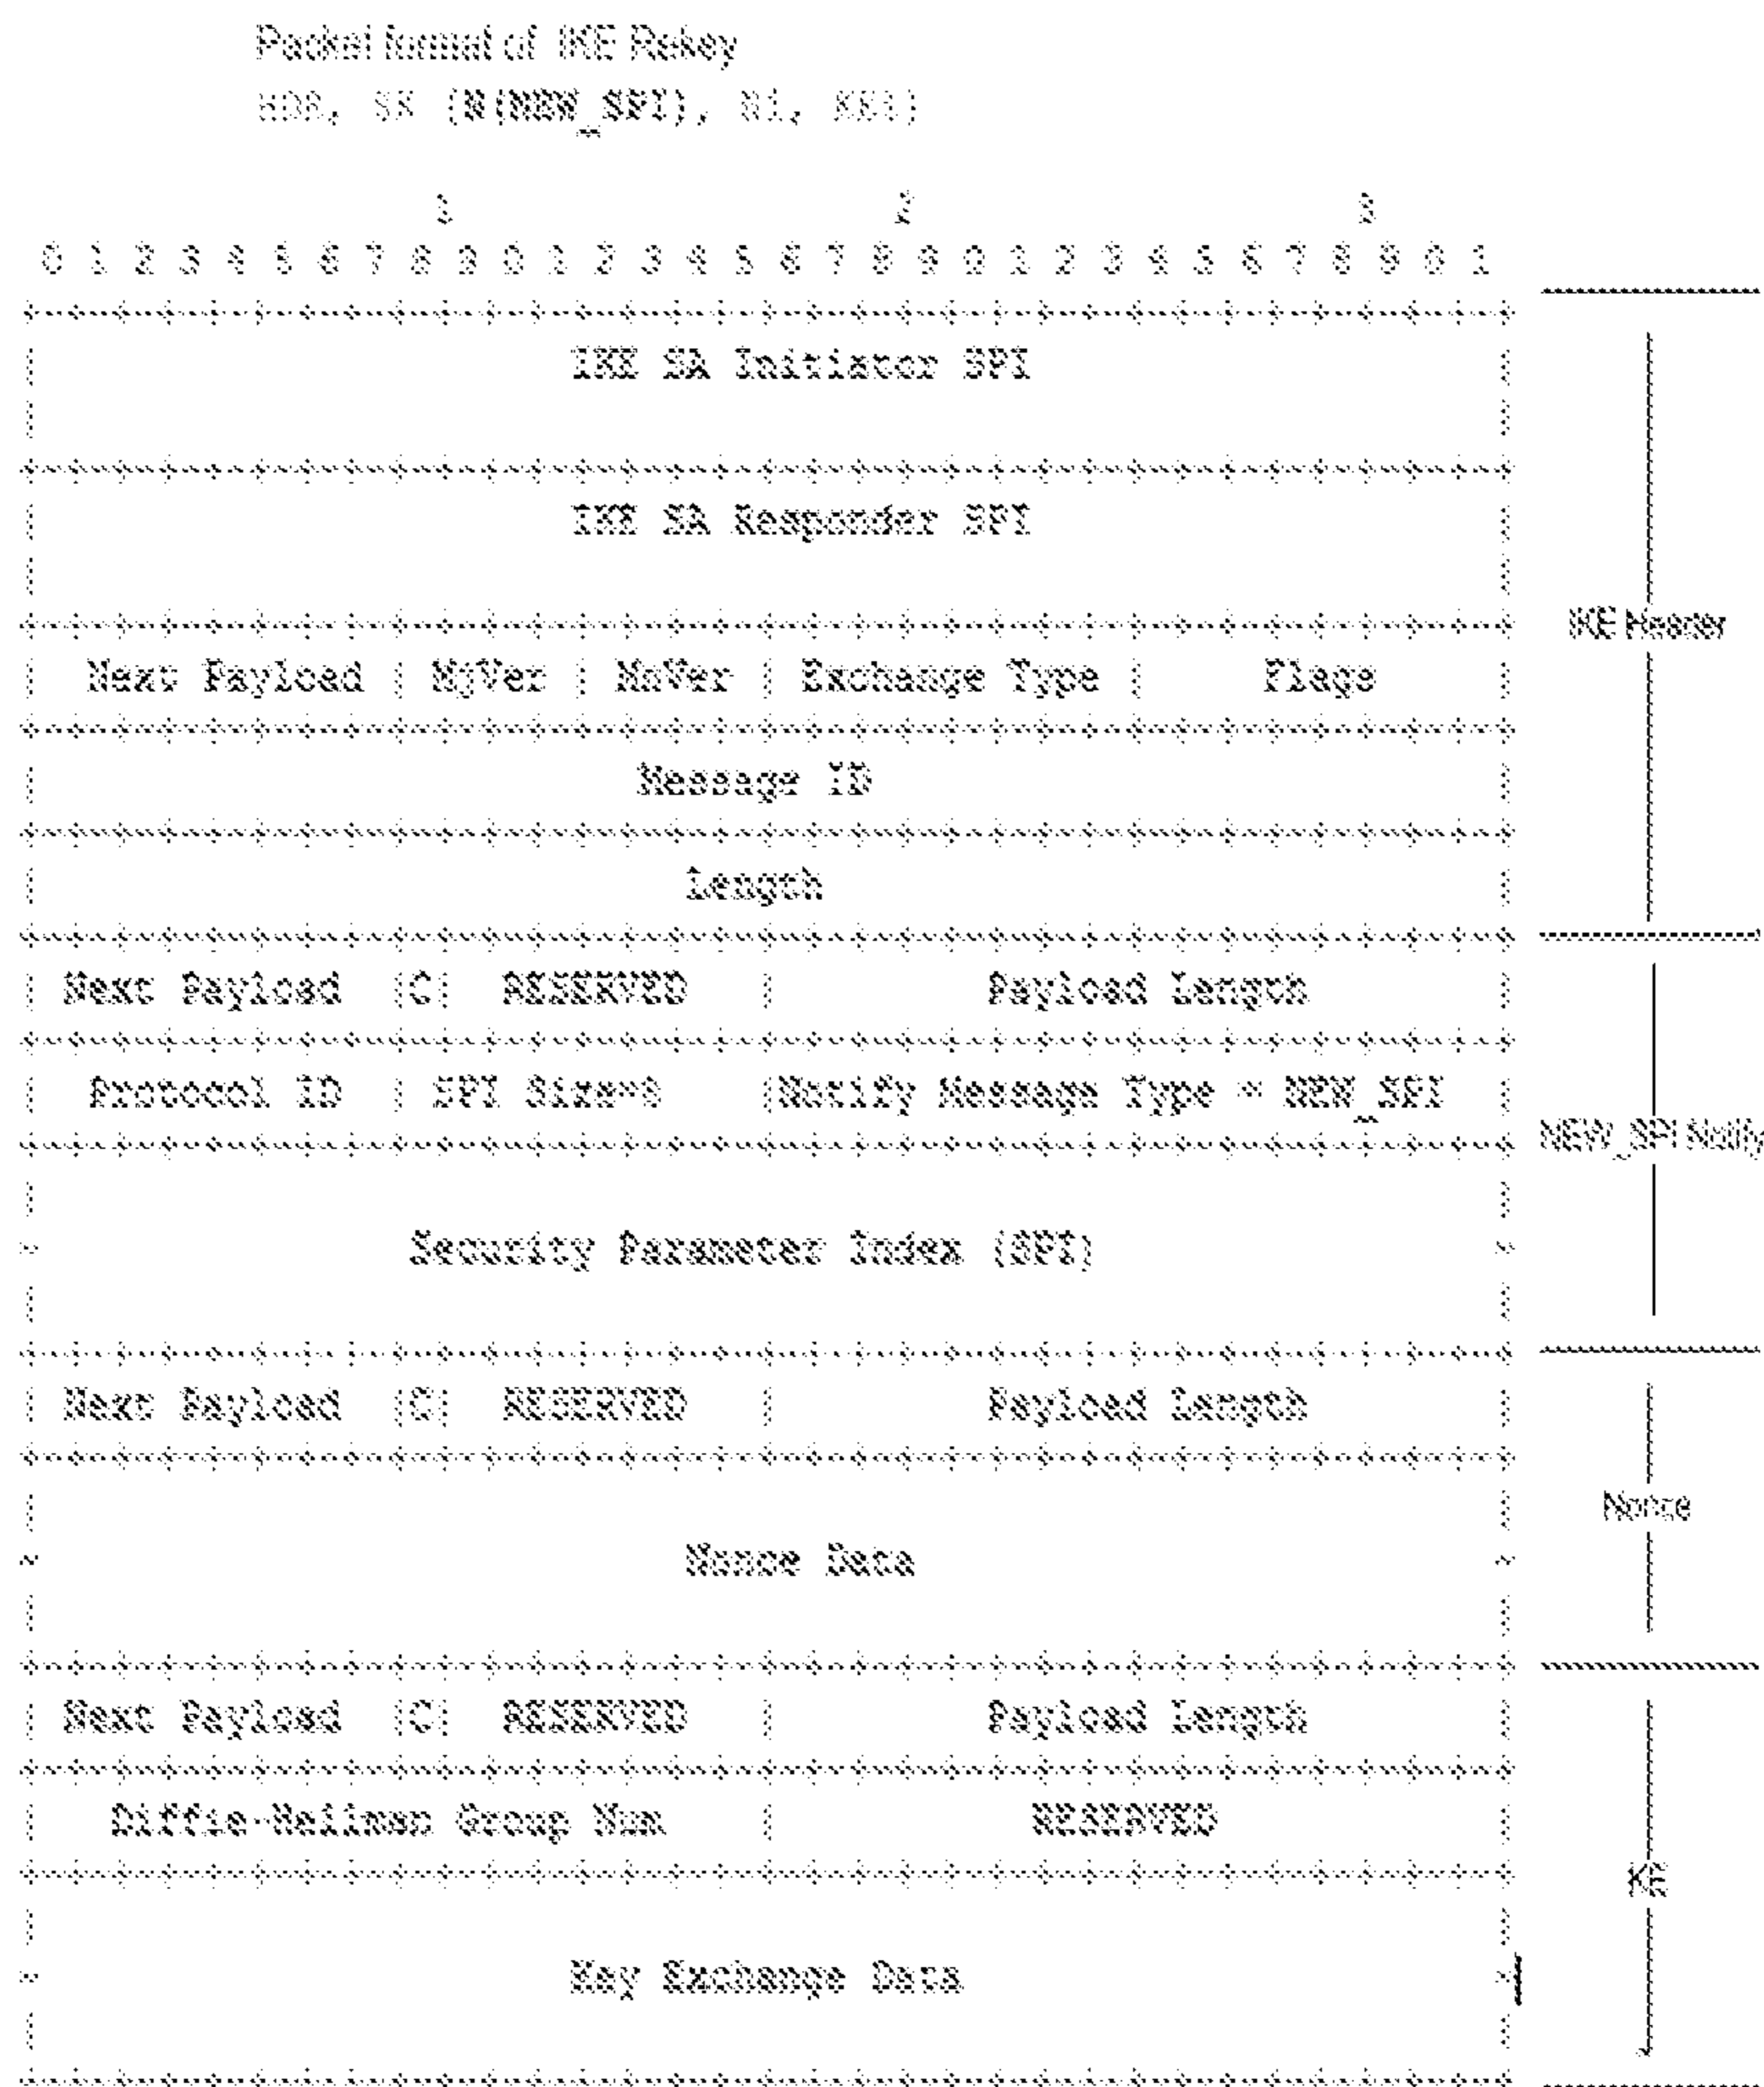 Packet format of IKE Rekey
HDR, SK {N(NEW_SPI), Ni, KEi}
1 2 3
0 1 2 3 4 5 6 7 8 9 0 1 2 3 4 5 6 7 8 9 0 1 2 3 4 5 6 7 8 9 0 1
IKE SA Initiator SPI
IKE SA Responder SPI
IKE Header
| Next Payload | MjVer | MnVer | Exchange Type | Flags |
Message ID
Length
| Next Payload |C| RESERVED | Payload Length |
| Protocol ID | SPI Size=8 |Notify Message Type = NEW_SPI |
NEW_SPI Notify
~ Security Parameter Index (SPI) ~
| Next Payload |C| RESERVED | Payload Length |
Nonce
~ Nonce Data ~
| Next Payload |C| RESERVED | Payload Length |
| Diffie-Hellman Group Num | RESERVED |
KE
~ Key Exchange Data ~